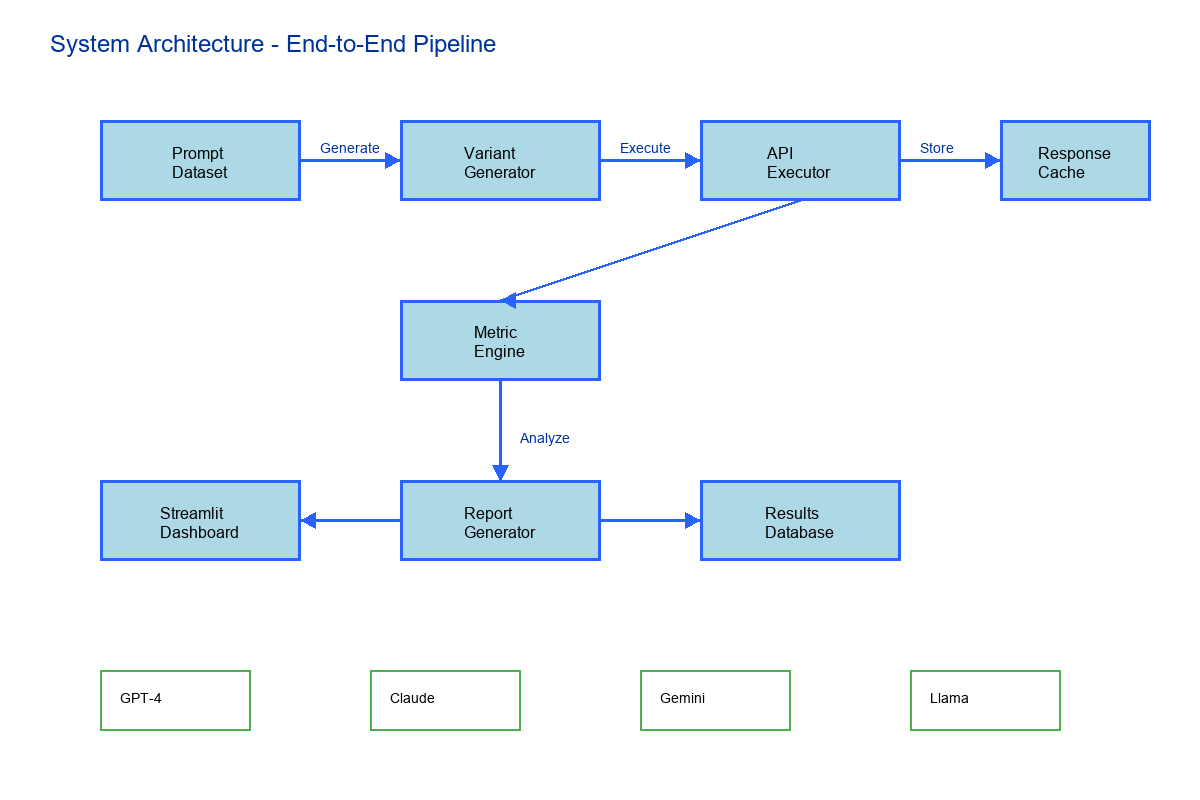 System Architecture - End-to-End Pipeline
Prompt
Dataset
Generate
Variant
Generator
Execute
API
Executor
Store
Response
Cache
Metric
Engine
Analyze
Streamlit
Dashboard
Report
Generator
Results
Database
GPT-4
Claude
Gemini
Llama